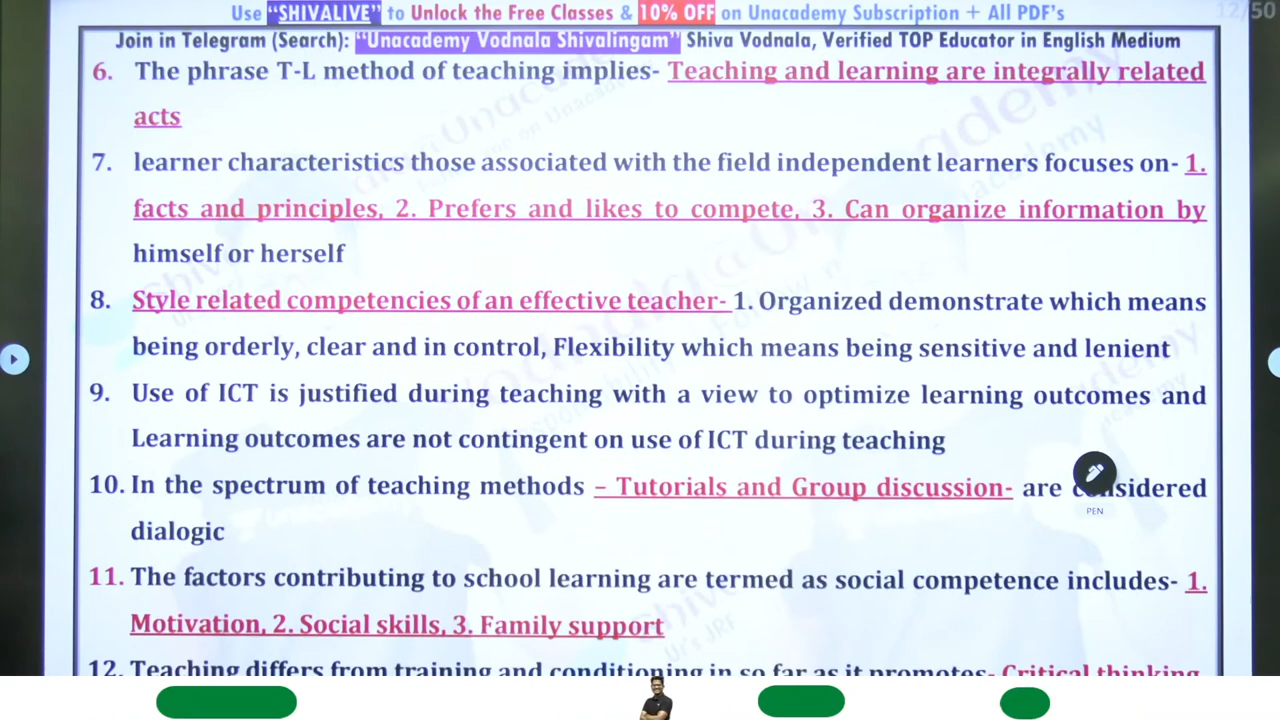 Use "SHIVALIVE" to Unlock the Free Classes & 10% OFF on Unacademy Subscription + All PDF's
12/50
Join in Telegram (Search): "Unacademy Vodnala Shivalingam" Shiva Vodnala, Verified TOP Educator in English Medium
6. The phrase T-L method of teaching implies- Teaching and learning are integrally related
acts
7. learner characteristics those associated with the field independent learners focuses on- 1.
facts and principles, 2. Prefers and likes to compete, 3. Can organize information by
himself or herself
8. Style related competencies of an effective teacher- 1. Organized demonstrate which means
being orderly, clear and in control, Flexibility which means being sensitive and lenient
9. Use of ICT is justified during teaching with a view to optimize learning outcomes and
Learning outcomes are not contingent on use of ICT during teaching
10. In the spectrum of teaching methods – Tutorials and Group discussion- are considered
PEN
dialogic
11. The factors contributing to school learning are termed as social competence includes- 1.
Motivation, 2. Social skills, 3. Family support
12. Teaching differs from training and conditioning in so far as it promotes- Critical thinking